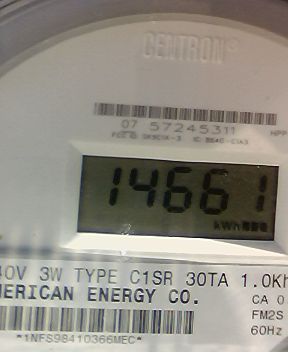 CENTRON®
07 57245311
14661
kWh
40V 3W TYPE C1SR 30TA 1.0Kh
MERICAN ENERGY CO.
CA 0
FM2S
60Hz
*1NFS98410366MEC*